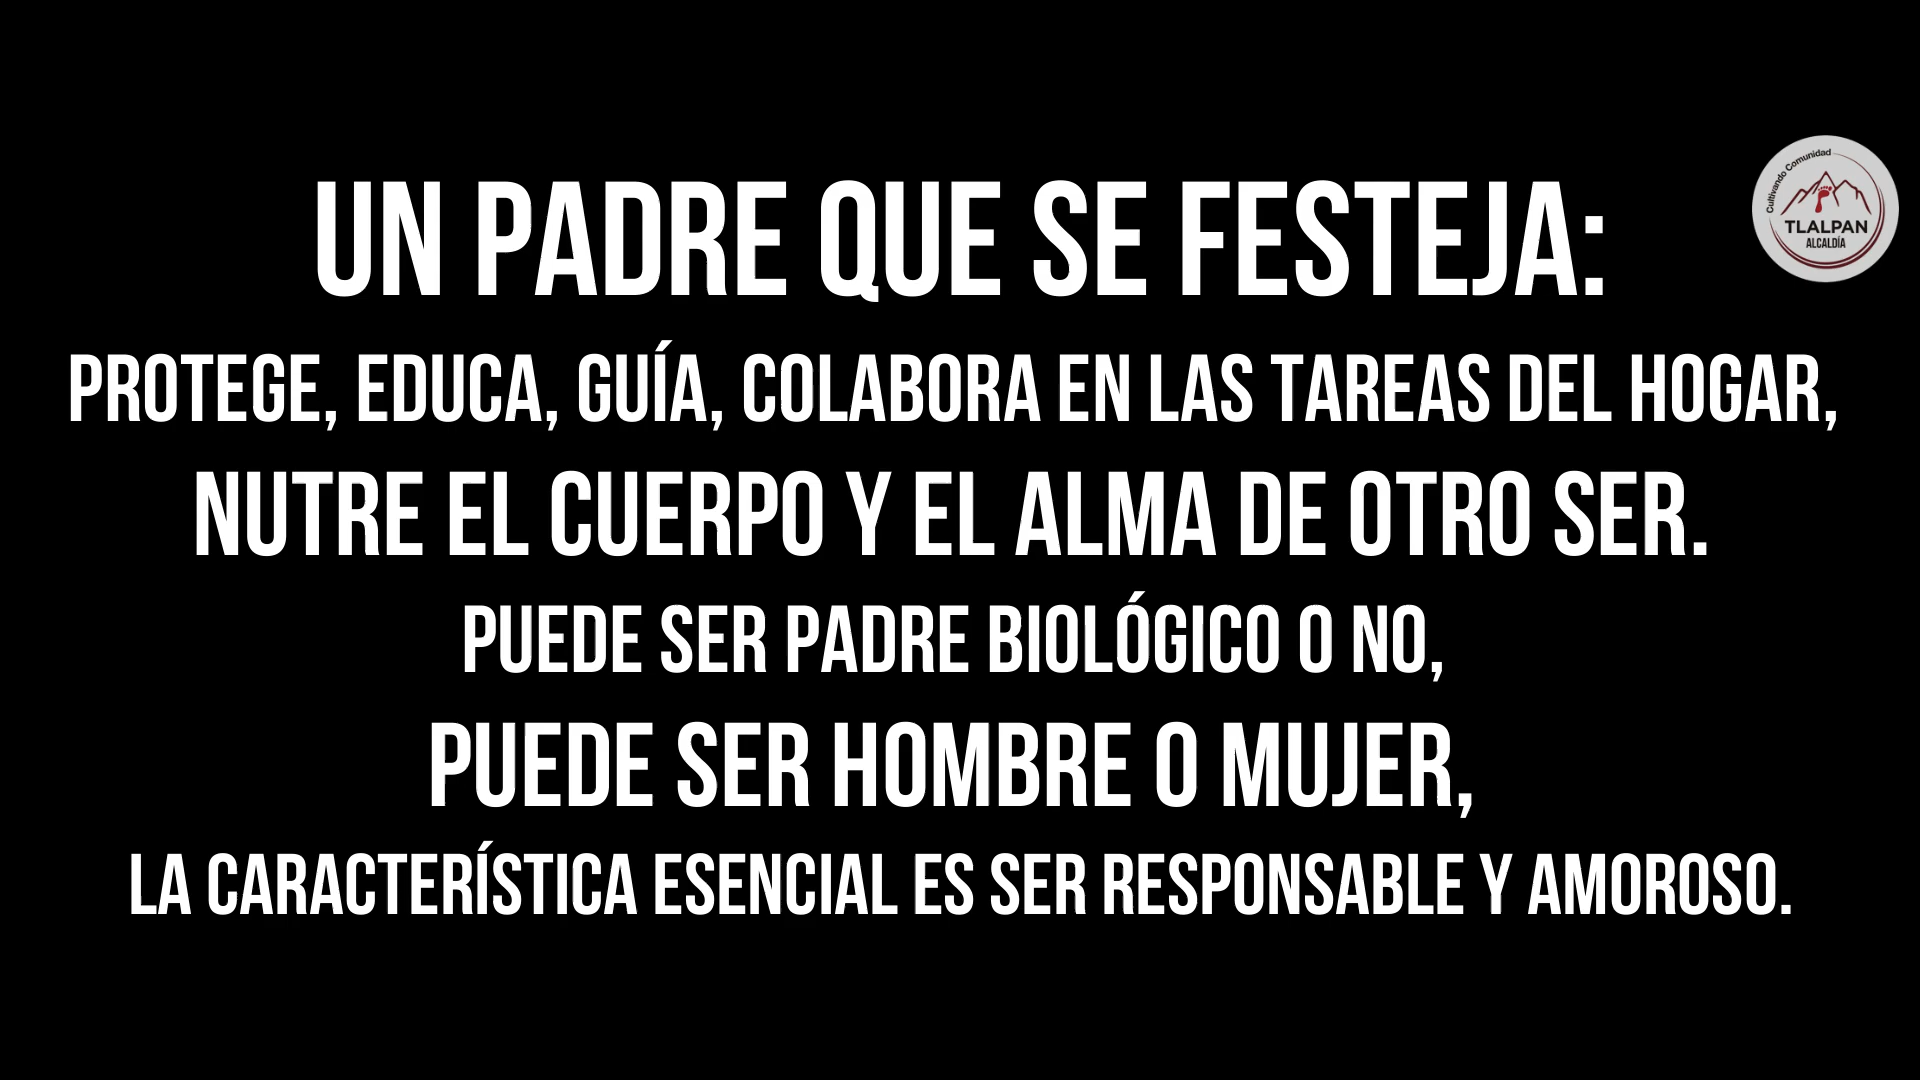 UN PADRE QUE SE FESTEJA:
Cultivando Comunidad
TLALPAN
ALCALDÍA
PROTEGE, EDUCA, GUÍA, COLABORA EN LAS TAREAS DEL HOGAR,
NUTRE EL CUERPO Y EL ALMA DE OTRO SER.
PUEDE SER PADRE BIOLÓGICO O NO,
PUEDE SER HOMBRE O MUJER,
LA CARACTERÍSTICA ESENCIAL ES SER RESPONSABLE Y AMOROSO.